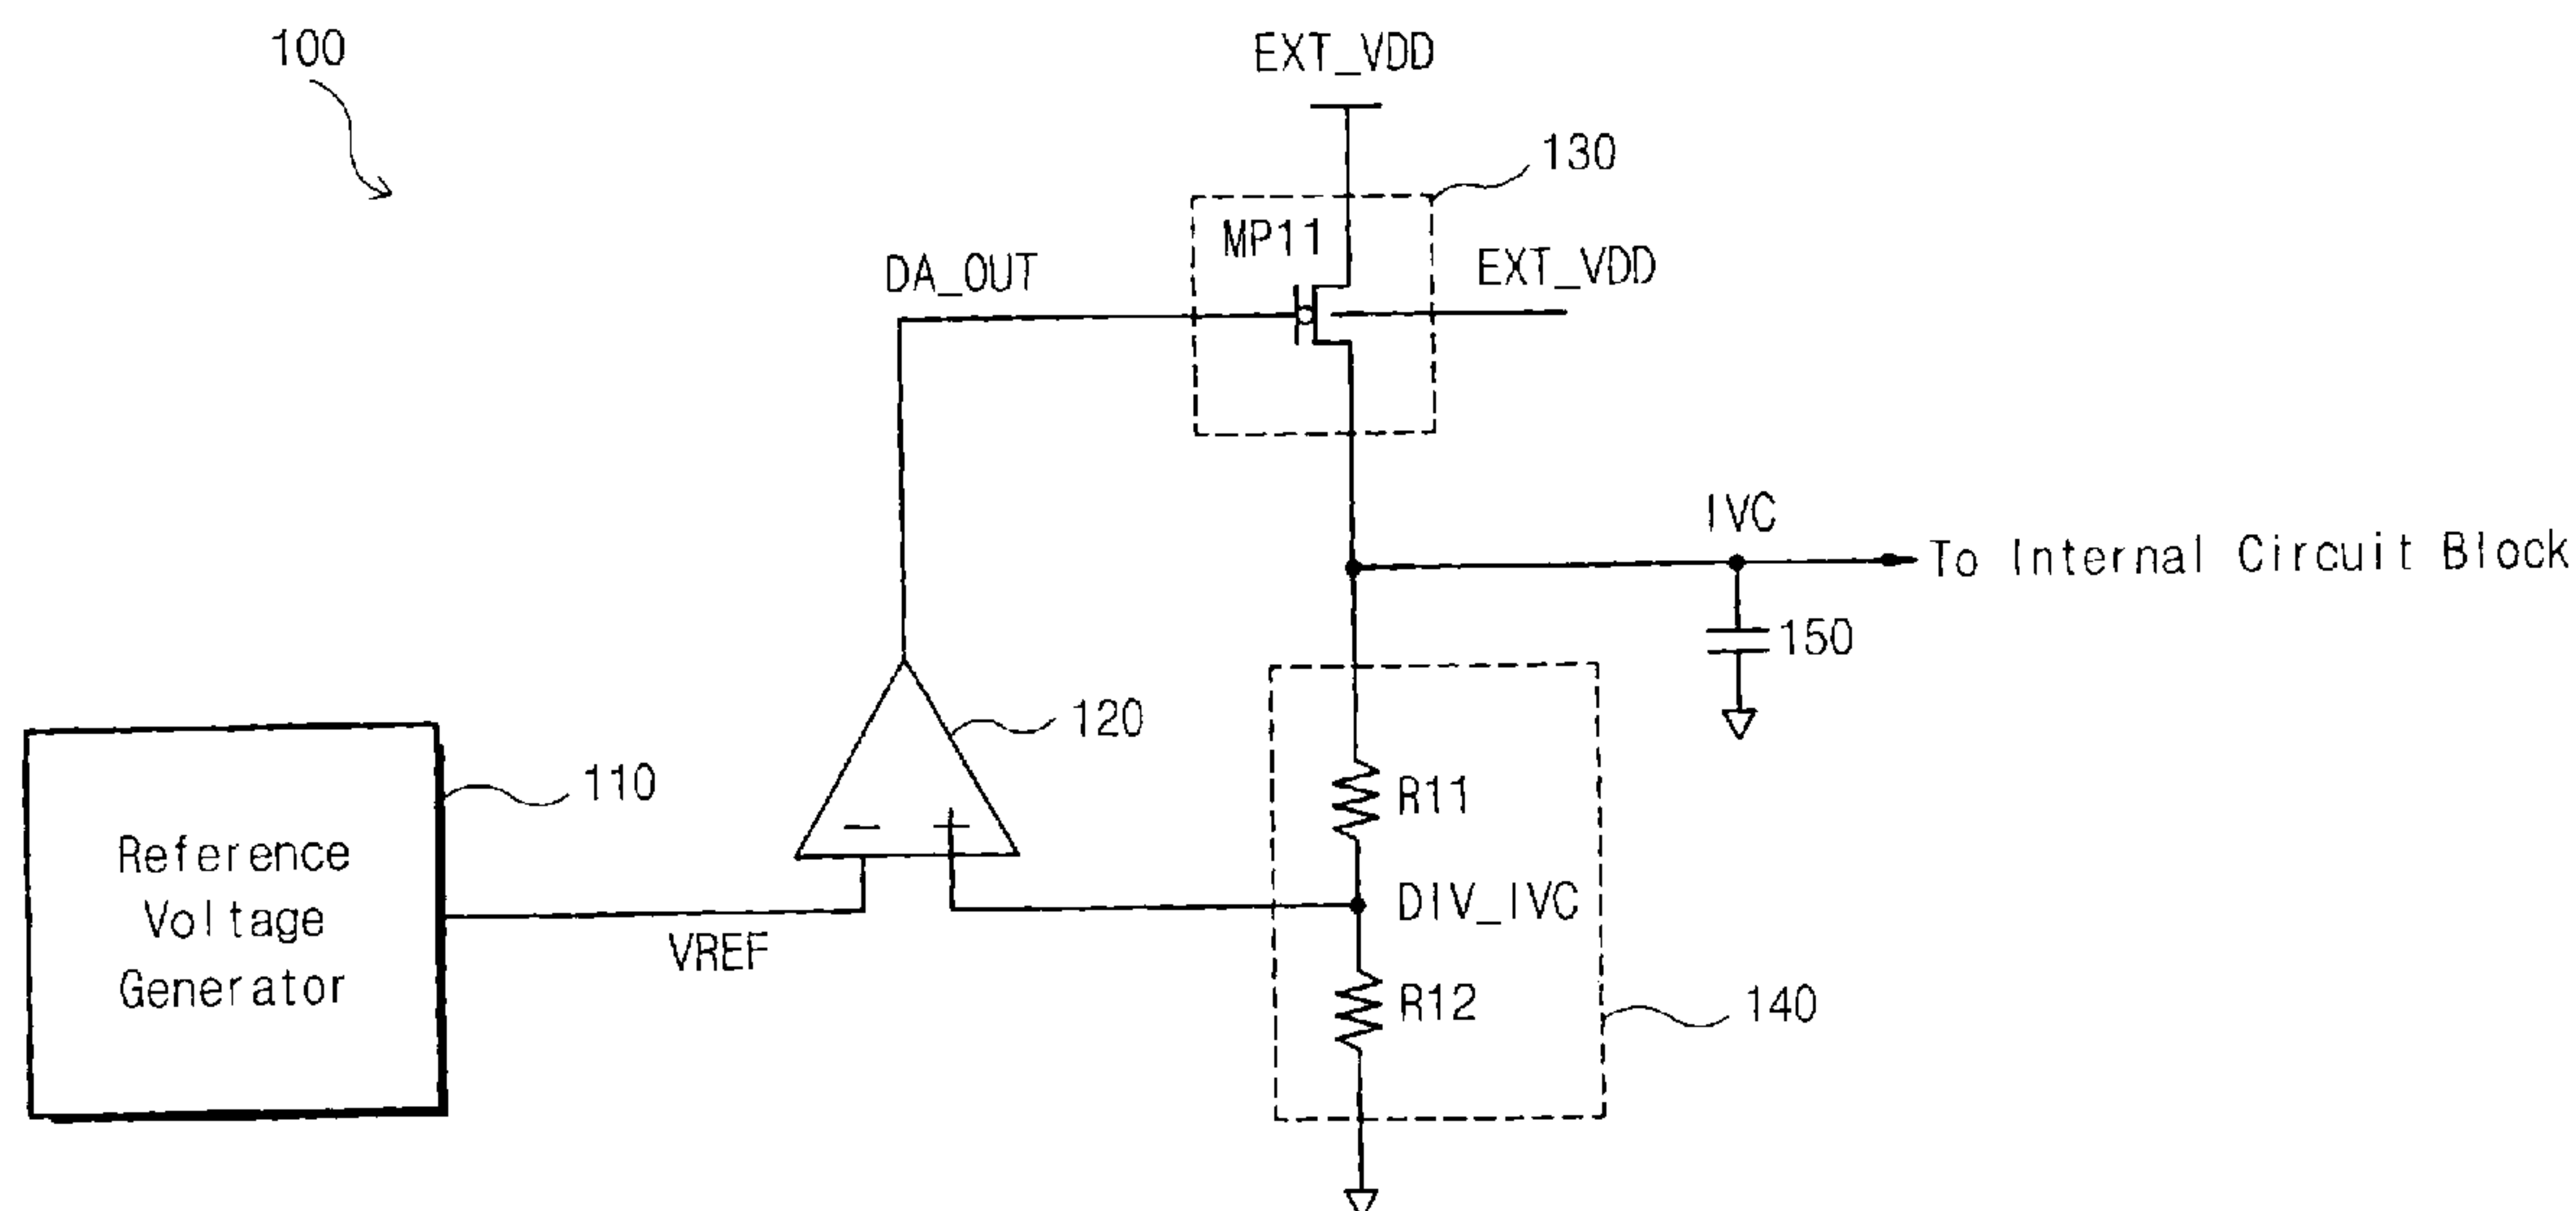 100
EXT_VDD
130
MP11
DA_OUT
EXT_VDD
IVC
To Internal Circuit Block
150
120
110
R11
Reference
Voltage
Generator
DIV_IVC
VREF
R12
140